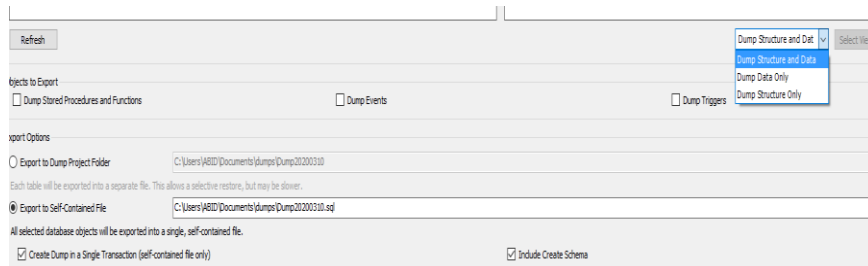 Refresh
Dump Structure and Dat
Select Vie
Dump Structure and Data
Dump Data Only
Dump Structure Only
bjects to Export
Dump Stored Procedures and Functions
Dump Events
Dump Triggers
xport Options
Export to Dump Project Folder
C:\Users\ABID\Documents\dumps\Dump20200310
Each table will be exported into a separate file. This allows a selective restore, but may be slower.
Export to Self-Contained File
C:\Users\ABID\Documents\dumps\Dump20200310.sql
All selected database objects will be exported into a single, self-contained file.
Create Dump in a Single Transaction (self-contained file only)
Include Create Schema